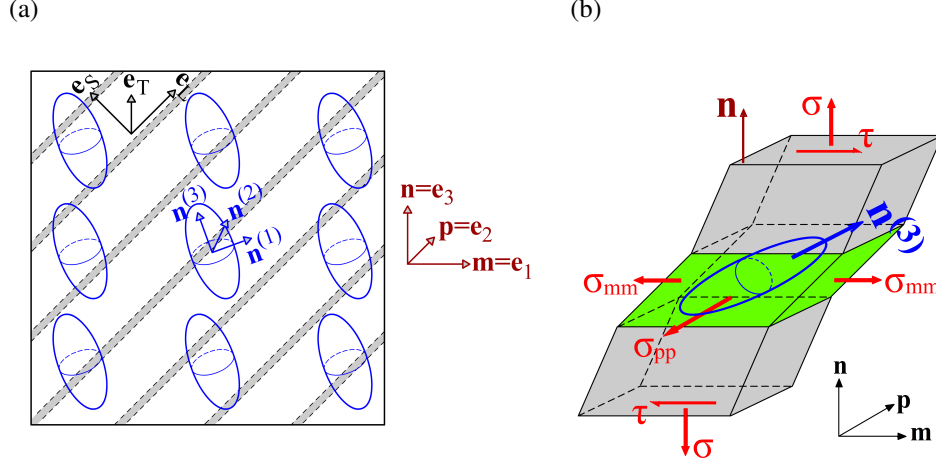 (a)
(b)
e_S
e_T
e_L
n^(3)
n^(2)
n^(1)
n=e_3
p=e_2
m=e_1
n
σ
τ
n^(3)
σ_mm
σ_mm
σ_pp
τ
σ
n
p
m